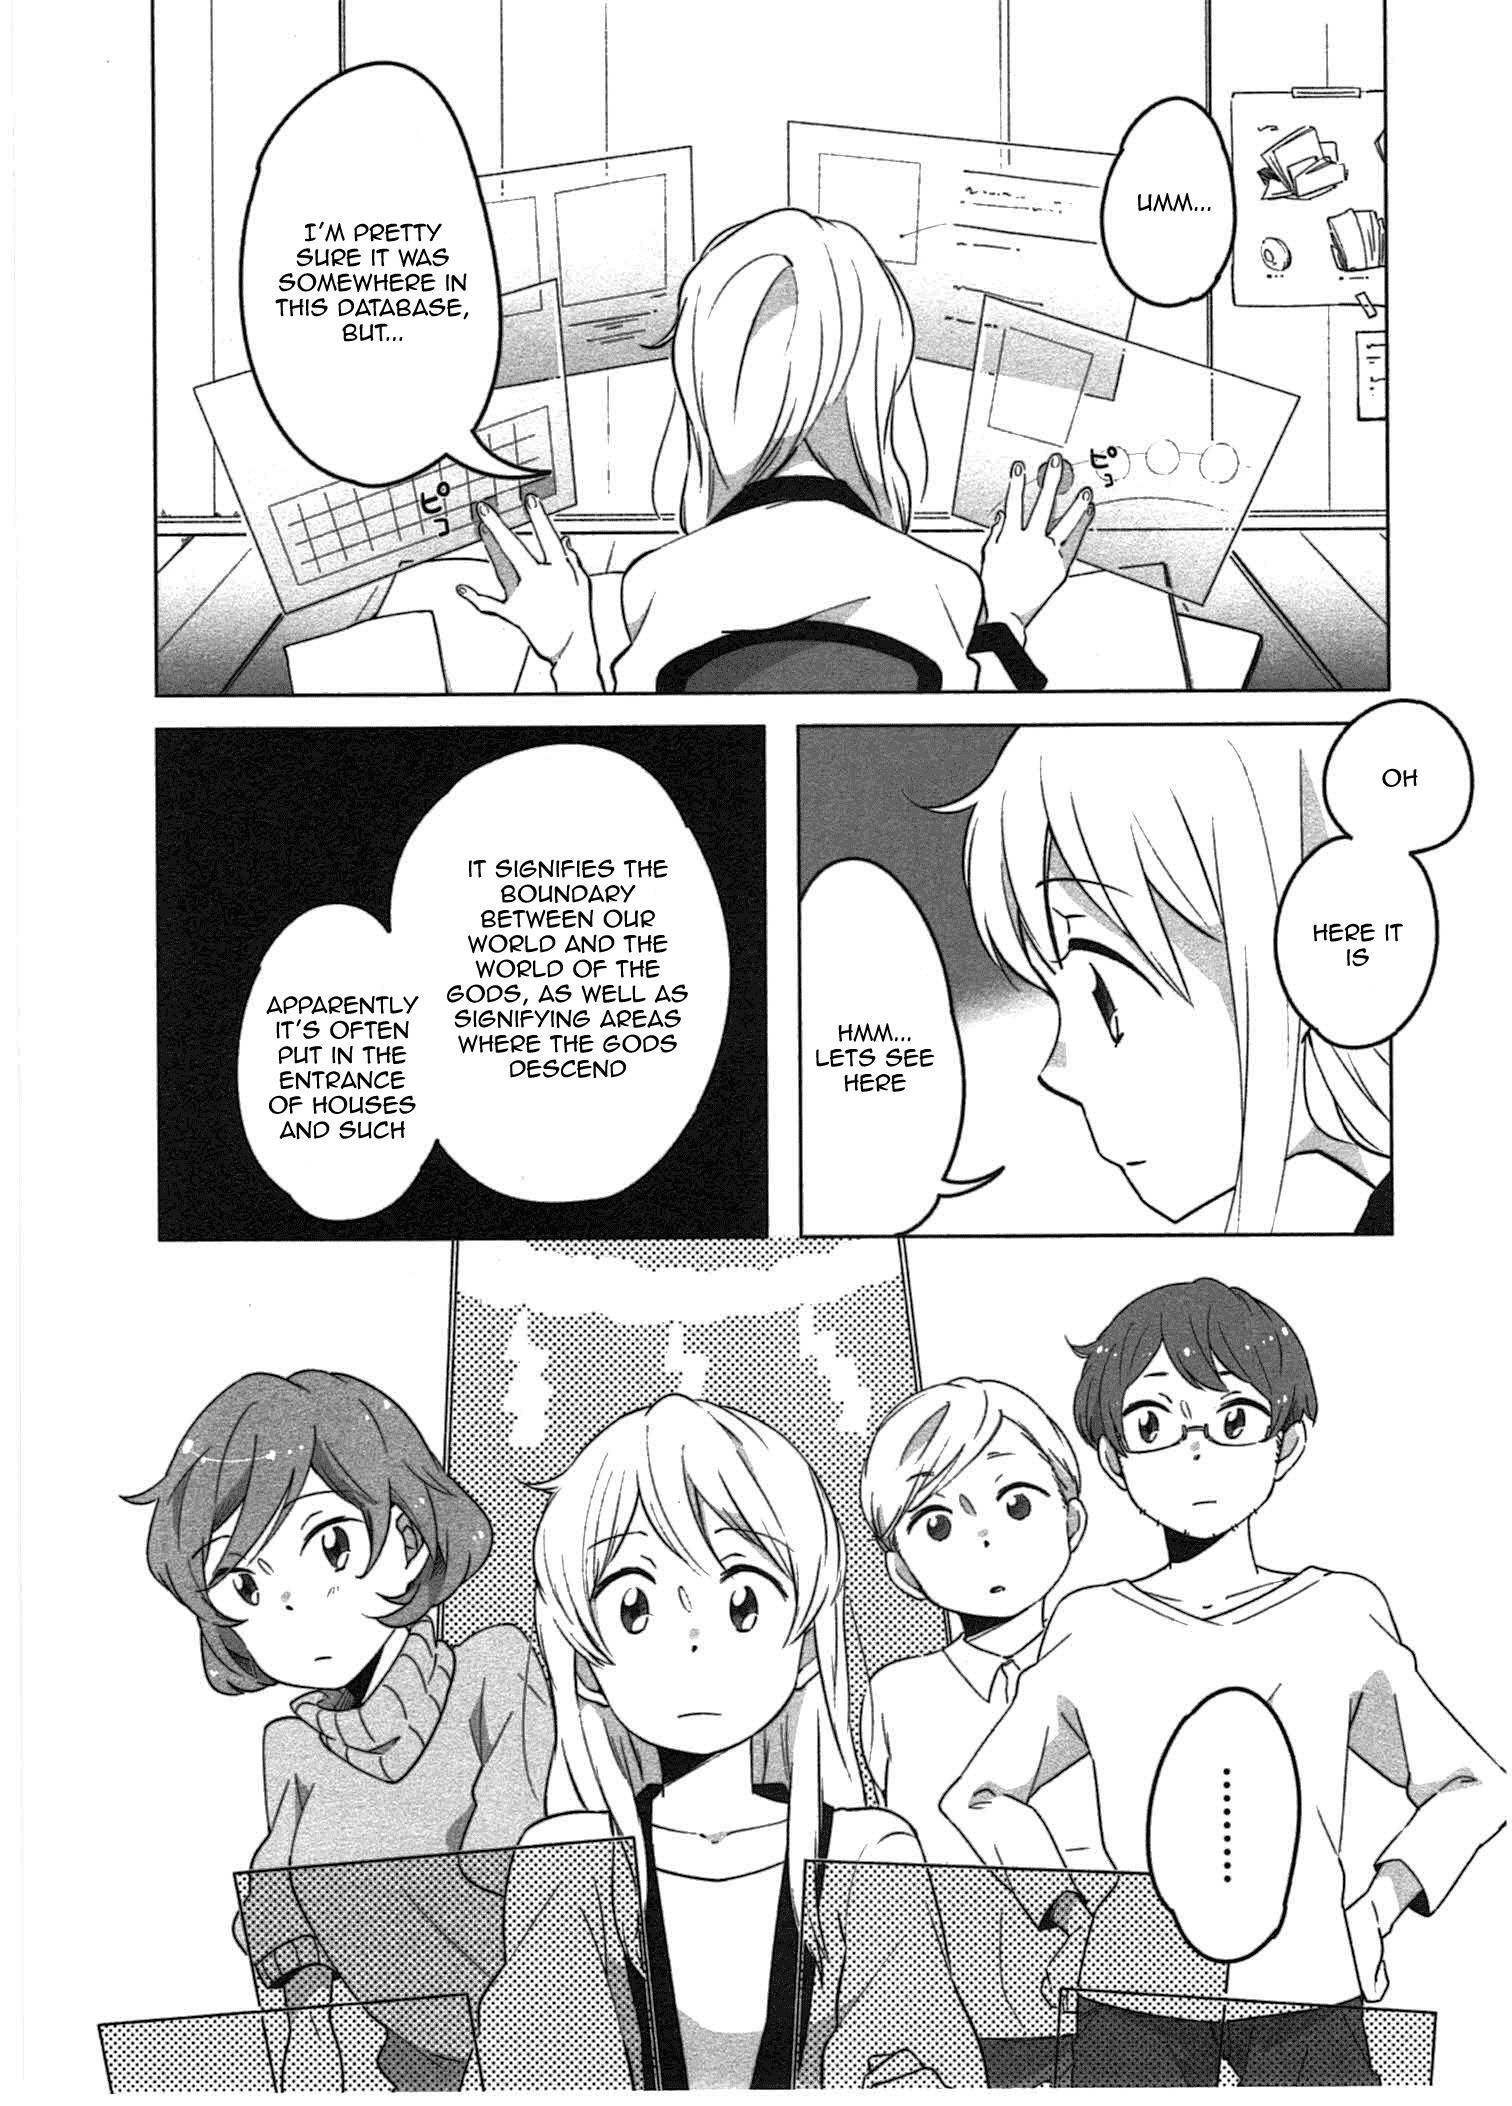 UMM...
I'M PRETTY
SURE IT WAS
SOMEWHERE IN
THIS DATABASE,
BUT...
ピコ
ピコ
OH
HERE IT
IS
HMM...
LETS SEE
HERE
IT SIGNIFIES THE
BOUNDARY
BETWEEN OUR
WORLD AND THE
WORLD OF THE
GODS, AS WELL AS
SIGNIFYING AREAS
WHERE THE GODS
DESCEND
APPARENTLY
IT'S OFTEN
PUT IN THE
ENTRANCE
OF HOUSES
AND SUCH
........